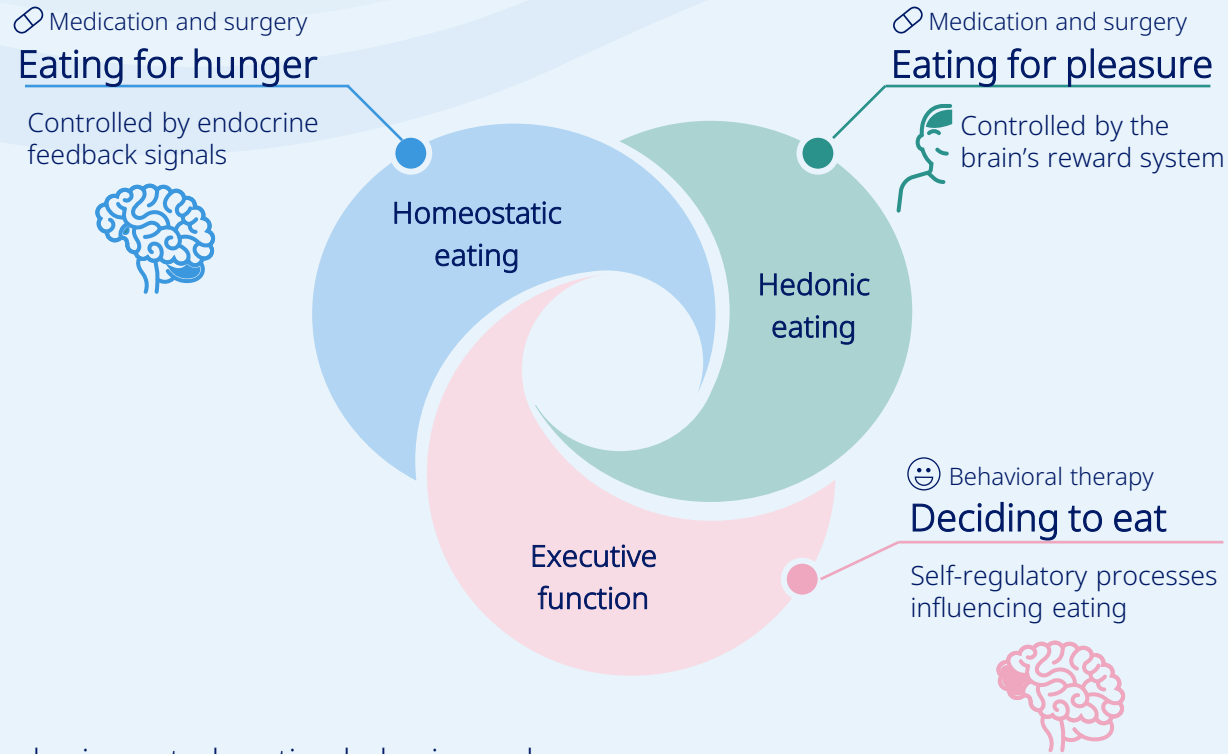 Medication and surgery
Eating for hunger
Controlled by endocrine
feedback signals
Medication and surgery
Eating for pleasure
Controlled by the
brain's reward system
Homeostatic
eating
Hedonic
eating
Executive
function
Behavioral therapy
Deciding to eat
Self-regulatory processes
influencing eating